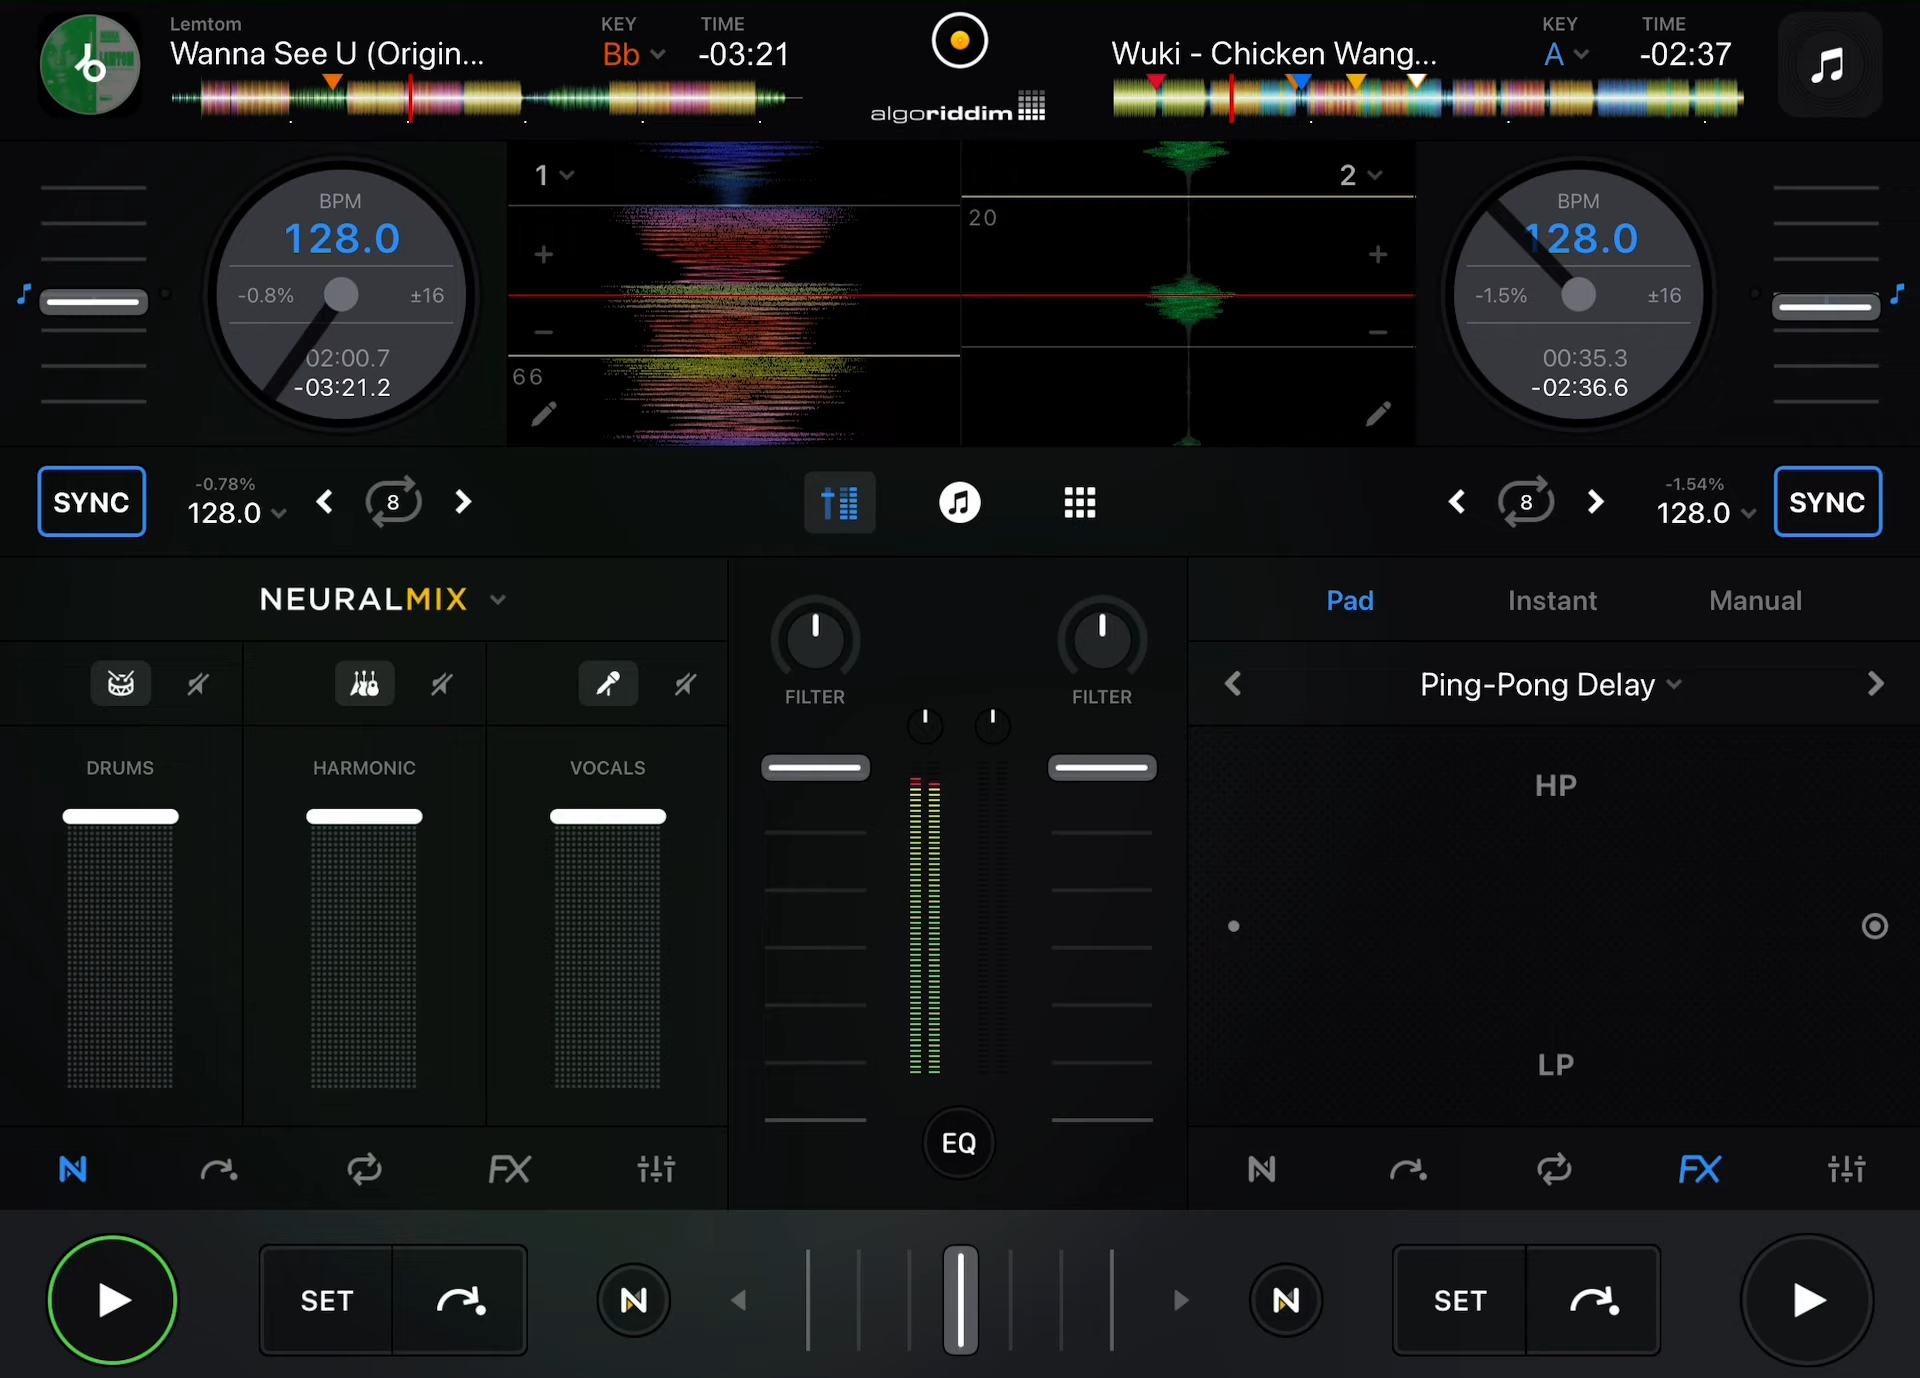 Lemtom
Wanna See U (Origin...
KEY
Bb
TIME
-03:21
algoriddim
Wuki - Chicken Wang...
KEY
A
TIME
-02:37
BPM
128.0
-0.8%
±16
02:00.7
-03:21.2
1
66
2
20
BPM
128.0
-1.5%
±16
00:35.3
-02:36.6
SYNC
-0.78%
128.0
8
8
-1.54%
128.0
SYNC
NEURALMIX
DRUMS
HARMONIC
VOCALS
FILTER
FILTER
EQ
Pad
Instant
Manual
Ping-Pong Delay
HP
LP
FX
FX
SET
SET